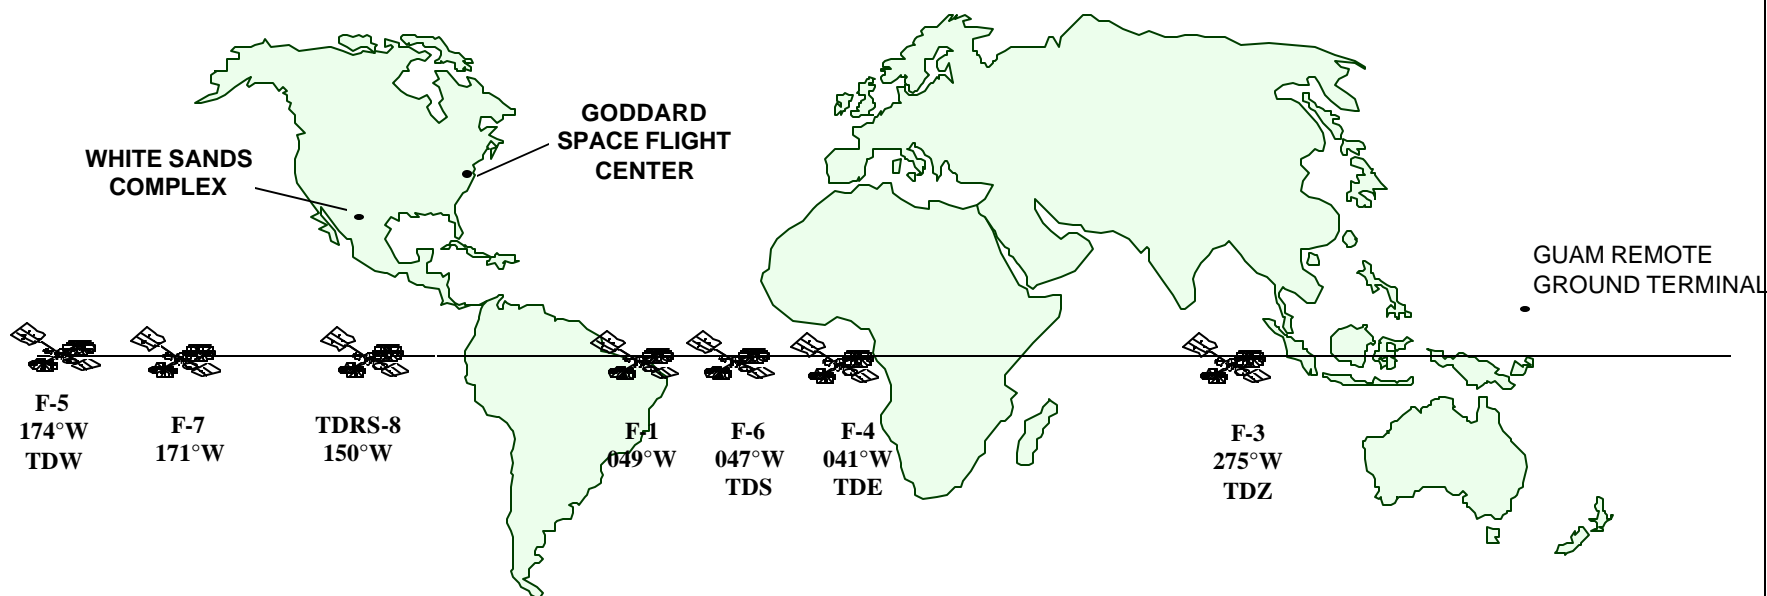 GODDARD
SPACE FLIGHT
CENTER
WHITE SANDS
COMPLEX
GUAM REMOTE
GROUND TERMINAL
F-5
174°W
TDW
F-7
171°W
TDRS-8
150°W
F-1
049°W
F-6
047°W
TDS
F-4
041°W
TDE
F-3
275°W
TDZ